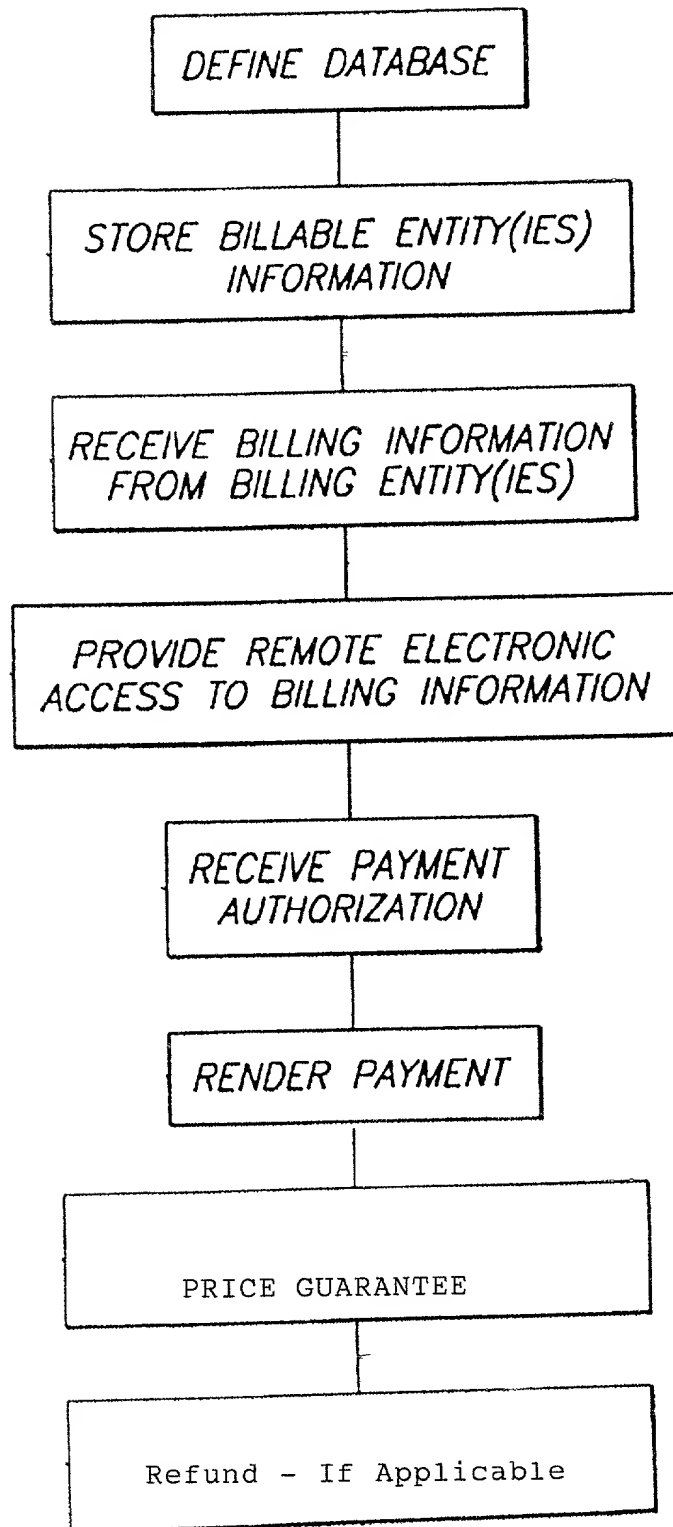 DEFINE DATABASE
STORE BILLABLE ENTITY(IES)
INFORMATION
RECEIVE BILLING INFORMATION
FROM BILLING ENTITY(IES)
PROVIDE REMOTE ELECTRONIC
ACCESS TO BILLING INFORMATION
RECEIVE PAYMENT
AUTHORIZATION
RENDER PAYMENT
PRICE GUARANTEE
Refund - If Applicable